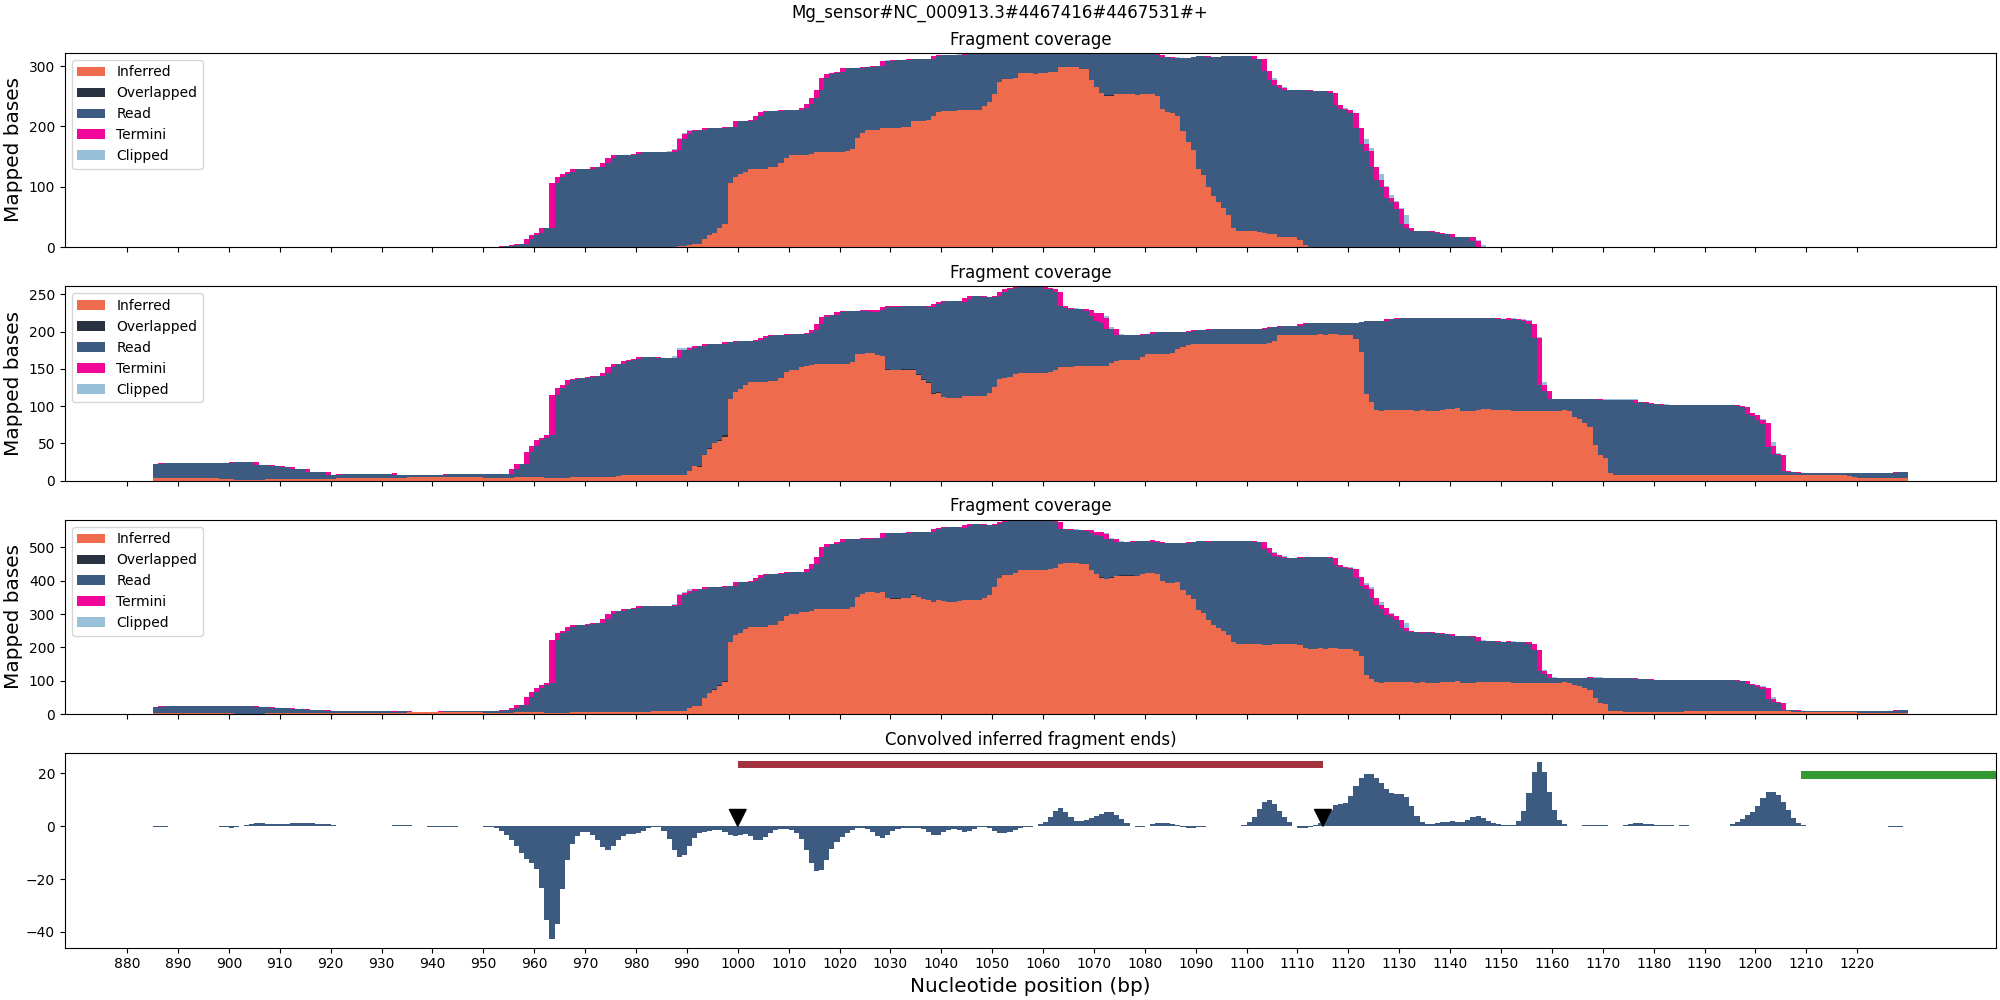 Mg_sensor#NC_000913.3#4467416#4467531#+
Fragment coverage
Mapped bases
300
200
100
0
Inferred
Overlapped
Read
Termini
Clipped
Fragment coverage
Mapped bases
250
200
150
100
50
0
Inferred
Overlapped
Read
Termini
Clipped
Fragment coverage
Mapped bases
500
400
300
200
100
0
Inferred
Overlapped
Read
Termini
Clipped
Convolved inferred fragment ends)
20
0
−20
−40
880 890 900 910 920 930 940 950 960 970 980 990 1000 1010 1020 1030 1040 1050 1060 1070 1080 1090 1100 1110 1120 1130 1140 1150 1160 1170 1180 1190 1200 1210 1220
Nucleotide position (bp)